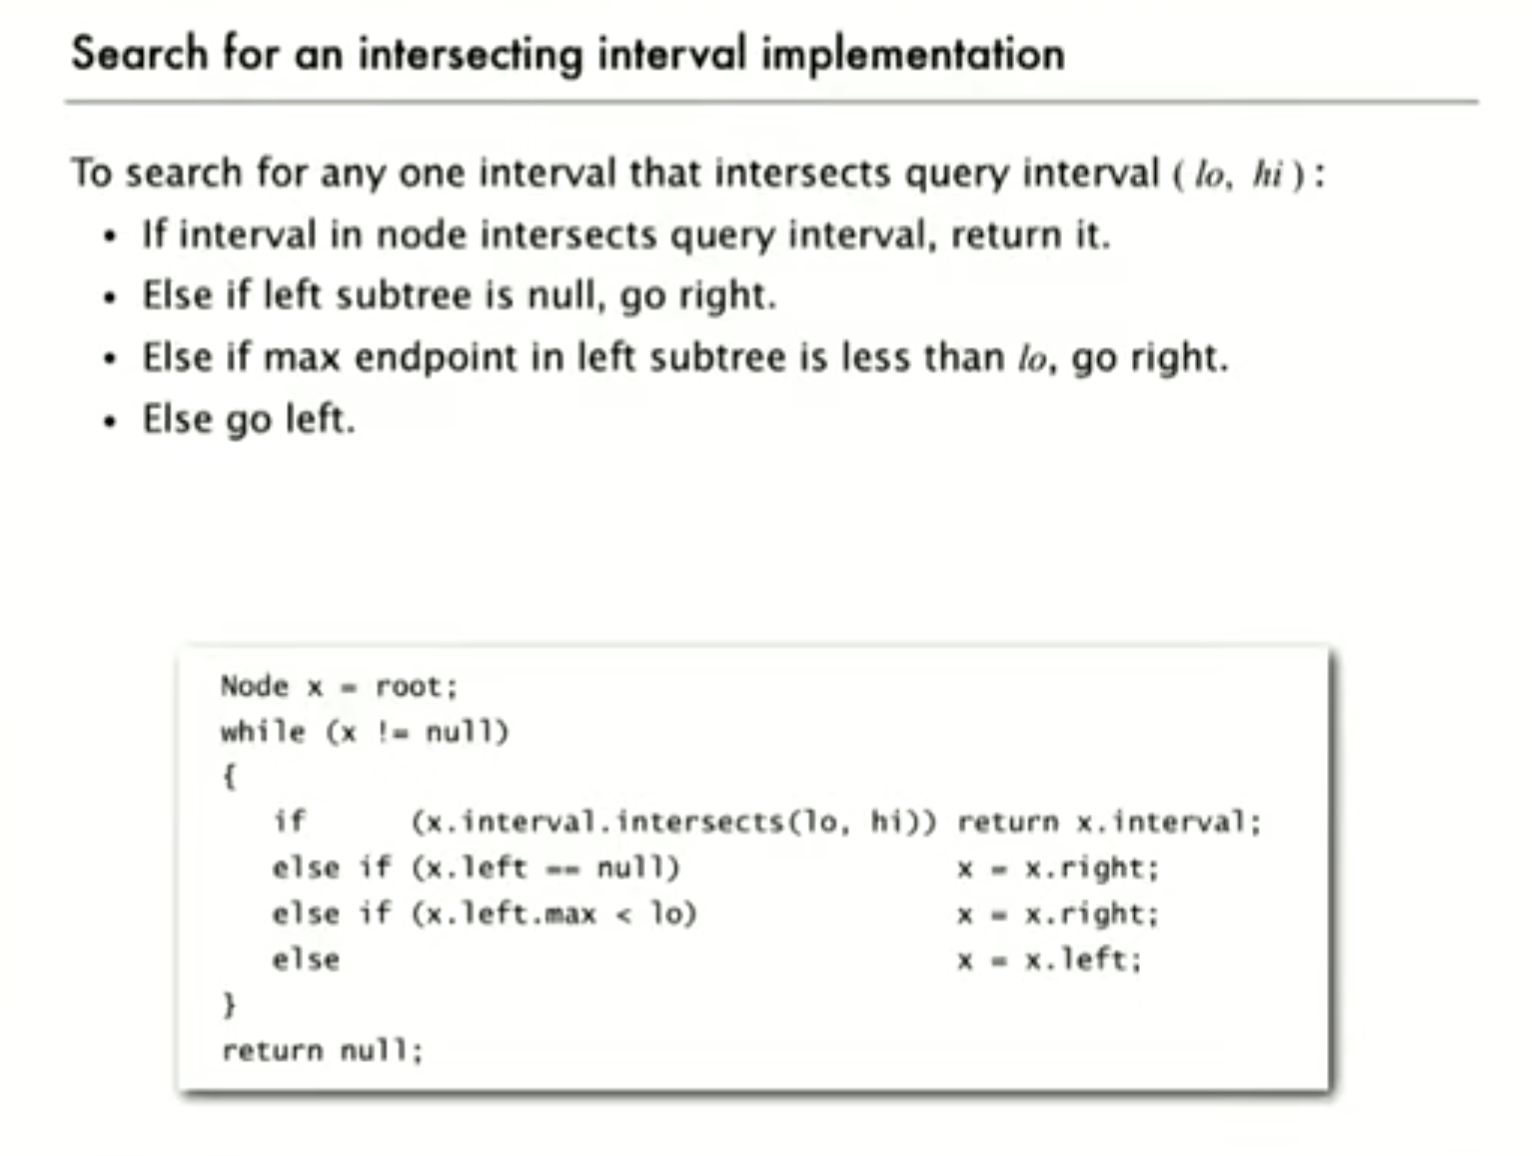 Search for an intersecting interval implementation
To search for any one interval that intersects query interval ( lo, hi ) :
• If interval in node intersects query interval, return it.
• Else if left subtree is null, go right.
• Else if max endpoint in left subtree is less than lo, go right.
• Else go left.
Node x = root;
while (x != null)
{
if (x.interval.intersects(lo, hi)) return x.interval;
else if (x.left == null) x = x.right;
else if (x.left.max < lo) x = x.right;
else x = x.left;
}
return null;